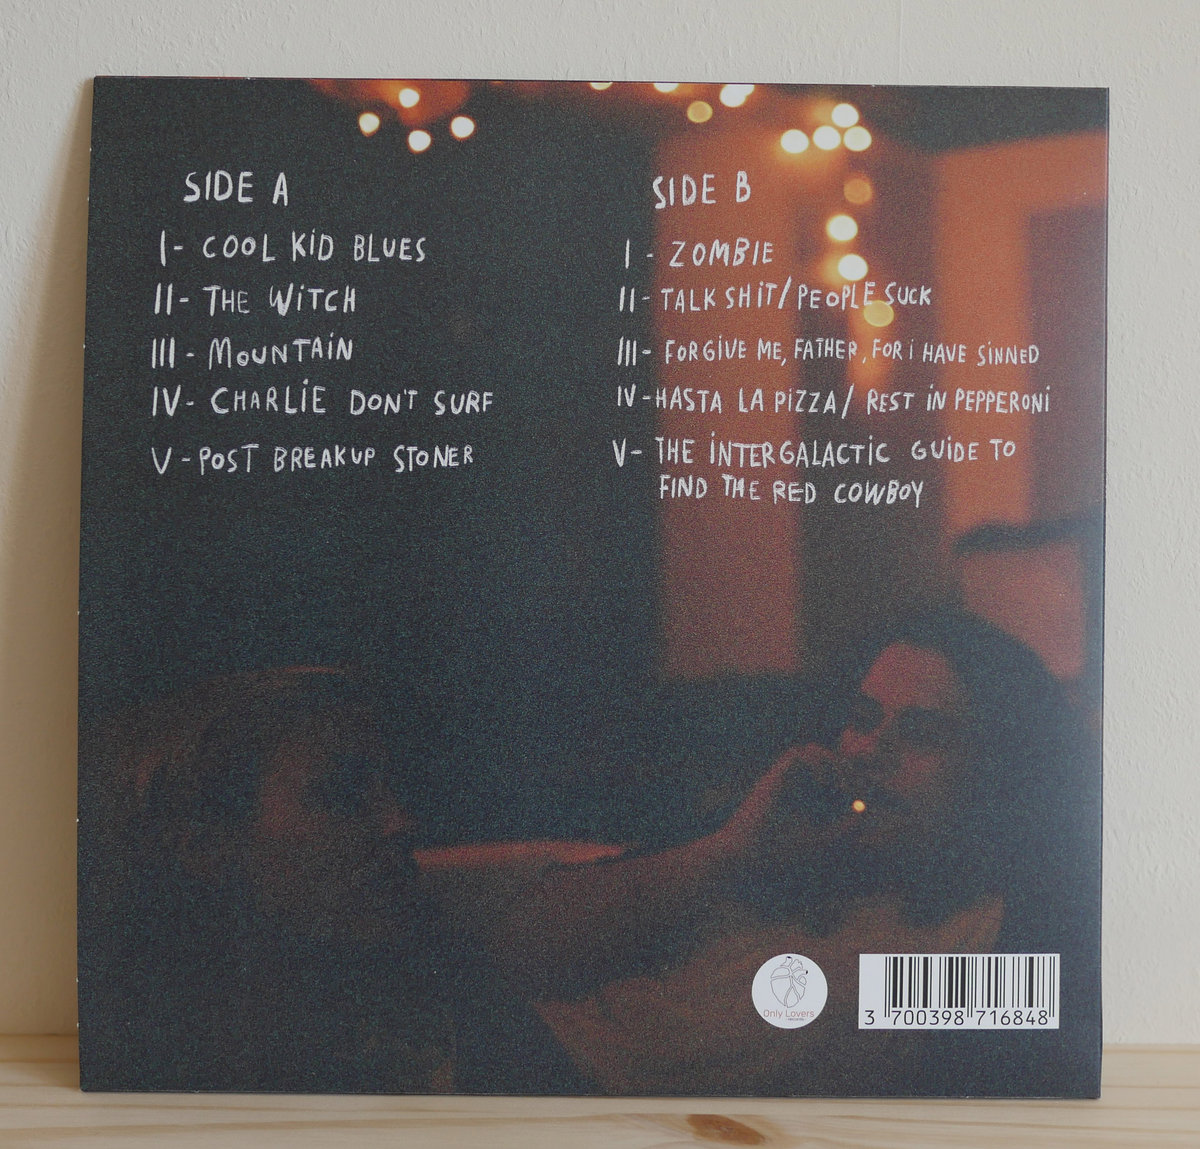 SIDE A
I - COOL KID BLUES
II - THE WITCH
III - MOUNTAIN
IV - CHARLIE DON'T SURF
V - POST BREAKUP STONER
SIDE B
I - ZOMBIE
II - TALK SHIT / PEOPLE SUCK
III - FORGIVE ME, FATHER, FOR I HAVE SINNED
IV - HASTA LA PIZZA / REST IN PEPPERONI
V - THE INTERGALACTIC GUIDE TO
FIND THE RED COWBOY
Only Lovers
3 700398 716848